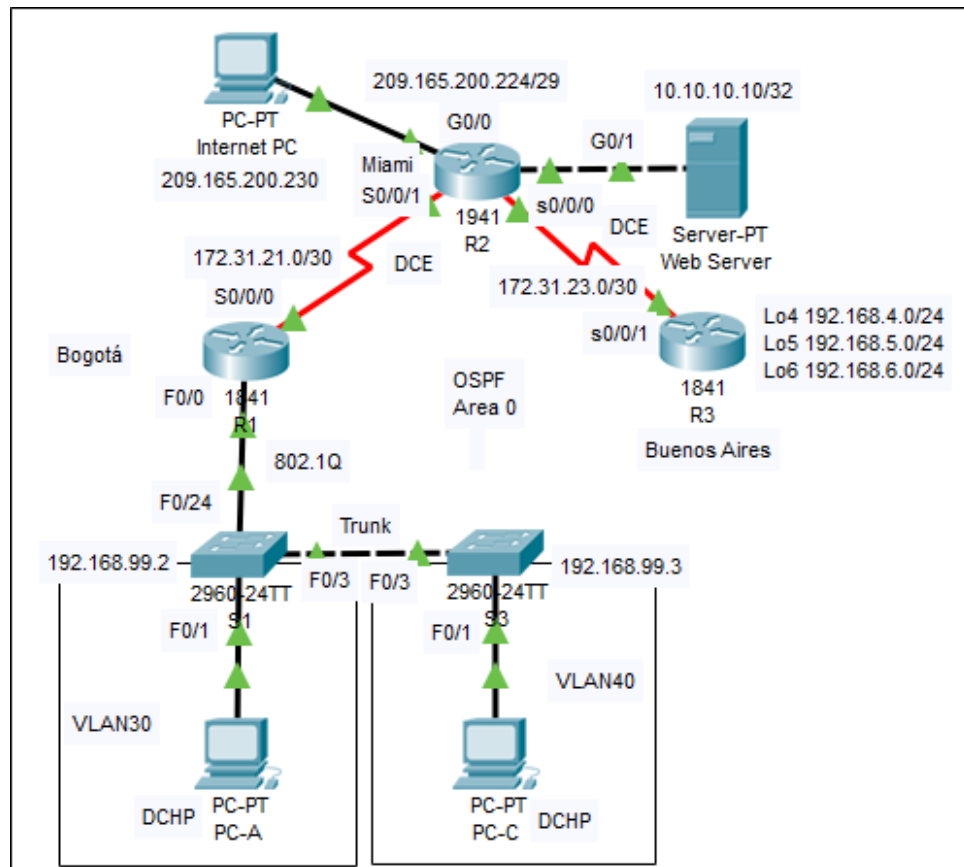 209.165.200.224/29
10.10.10.10/32
PC-PT
Internet PC
209.165.200.230
G0/0
G0/1
Miami
S0/0/1
1941
R2
s0/0/0
DCE
Server-PT
Web Server
172.31.21.0/30
DCE
S0/0/0
172.31.23.0/30
s0/0/1
Lo4 192.168.4.0/24
Lo5 192.168.5.0/24
Lo6 192.168.6.0/24
Bogotá
F0/0
1841
R1
OSPF
Area 0
1841
R3
Buenos Aires
802.1Q
F0/24
Trunk
192.168.99.2
F0/3
F0/3
192.168.99.3
2960-24TT
S1
2960-24TT
S3
F0/1
F0/1
VLAN30
VLAN40
DCHP
PC-PT
PC-A
PC-PT
PC-C
DCHP